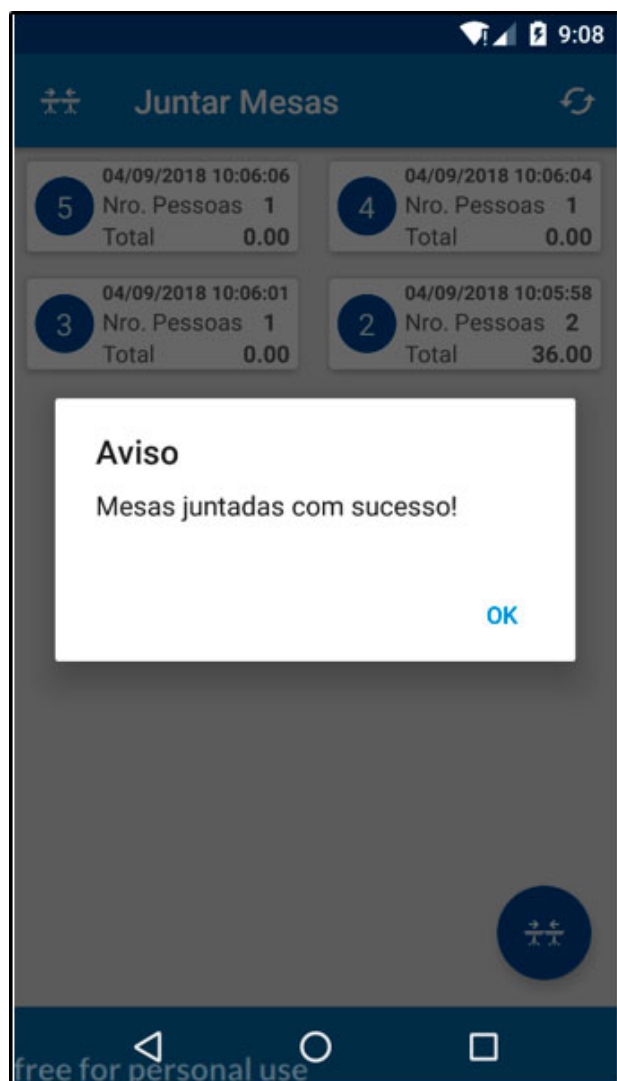 9:08
Juntar Mesas
5
04/09/2018 10:06:06
Nro. Pessoas 1
Total 0.00
4
04/09/2018 10:06:04
Nro. Pessoas 1
Total 0.00
3
04/09/2018 10:06:01
Nro. Pessoas 1
Total 0.00
2
04/09/2018 10:05:58
Nro. Pessoas 2
Total 36.00
Aviso
Mesas juntadas com sucesso!
OK
free for personal use